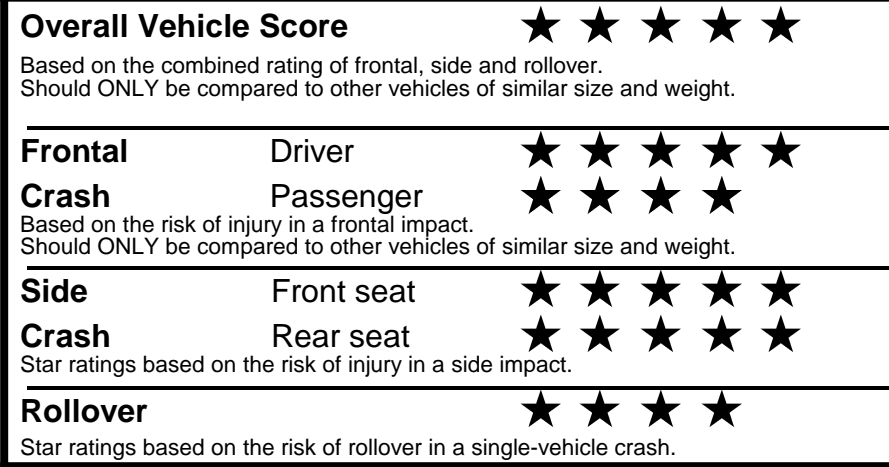 Overall Vehicle Score ★ ★ ★ ★ ★
Based on the combined rating of frontal, side and rollover.
Should ONLY be compared to other vehicles of similar size and weight.
Frontal Driver ★ ★ ★ ★ ★
Crash Passenger ★ ★ ★ ★
Based on the risk of injury in a frontal impact.
Should ONLY be compared to other vehicles of similar size and weight.
Side Front seat ★ ★ ★ ★ ★
Crash Rear seat ★ ★ ★ ★ ★
Star ratings based on the risk of injury in a side impact.
Rollover ★ ★ ★ ★
Star ratings based on the risk of rollover in a single-vehicle crash.